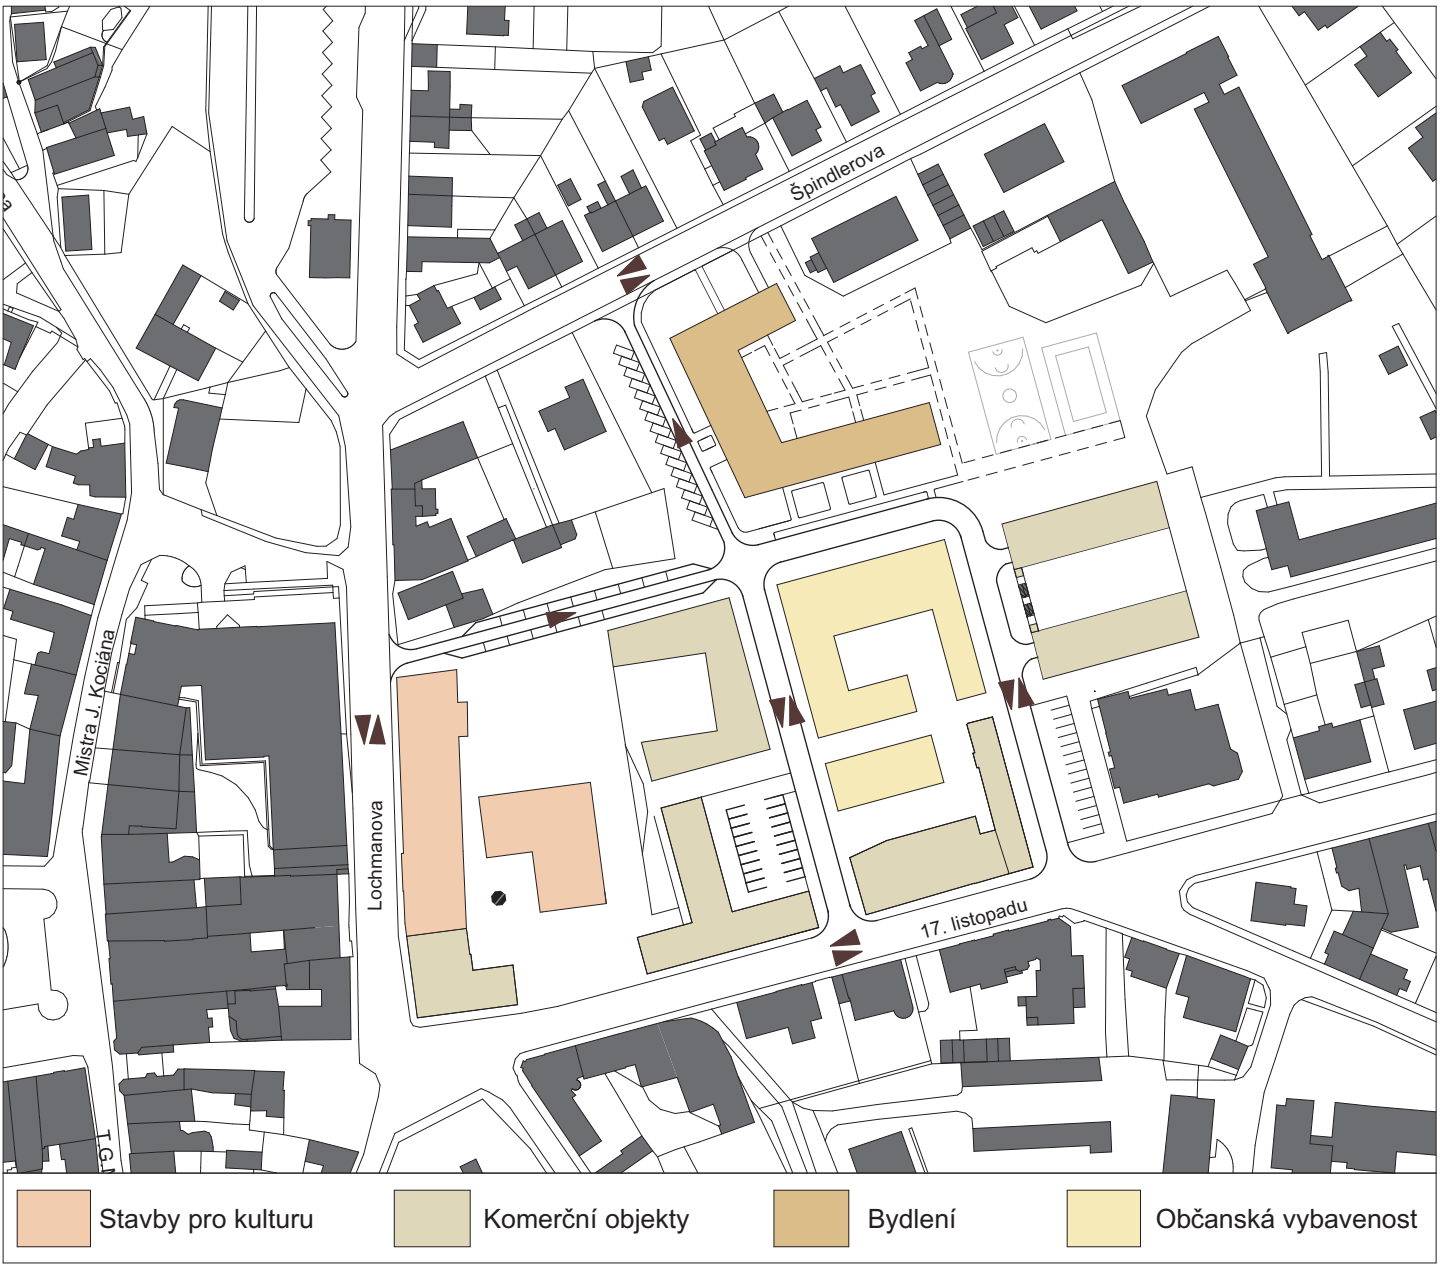 Špindlerova
Mistra J. Kociána
Lochmanova
17. listopadu
T.G.
Stavby pro kulturu
Komerční objekty
Bydlení
Občanská vybavenost